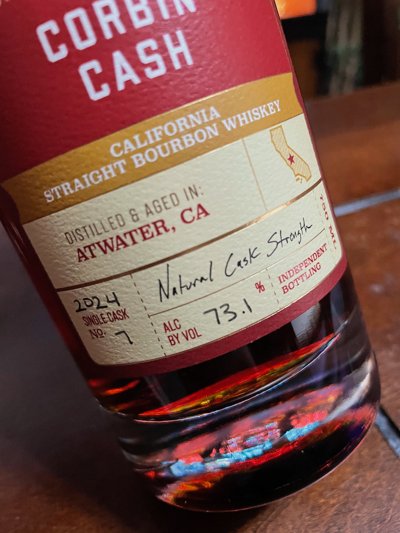 CORBIN
CASH
CALIFORNIA
STRAIGHT BOURBON WHISKEY
DISTILLED & AGED IN:
ATWATER, CA
2024
SINGLE CASK
NO. 7
Natural Cask Strength
ALC
BY VOL
73.1 %
INDEPENDENT
BOTTLING